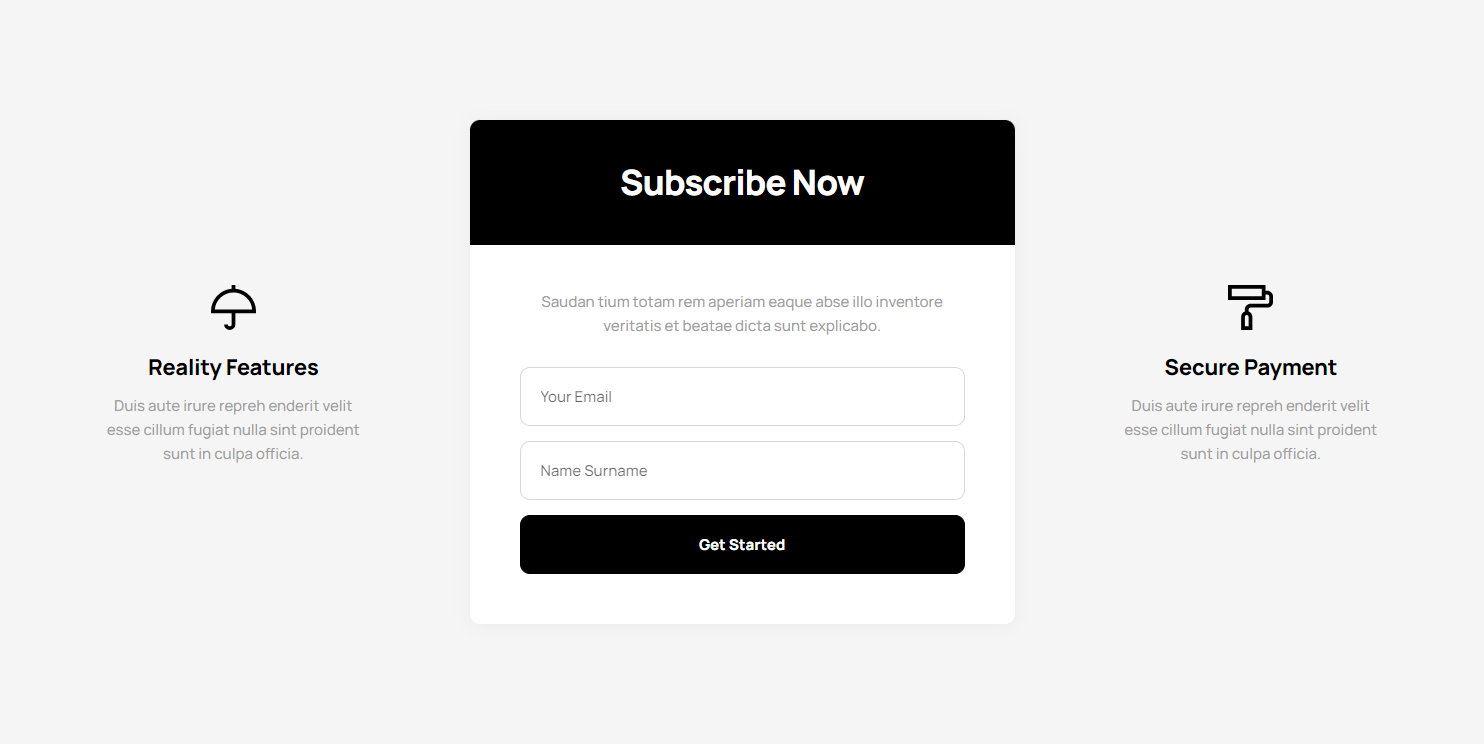 Subscribe Now
Saudan tium totam rem aperiam eaque abse illo inventore
veritatis et beatae dicta sunt explicabo.
Your Email
Name Surname
Get Started
Reality Features
Duis aute irure repreh enderit velit
esse cillum fugiat nulla sint proident
sunt in culpa officia.
Secure Payment
Duis aute irure repreh enderit velit
esse cillum fugiat nulla sint proident
sunt in culpa officia.